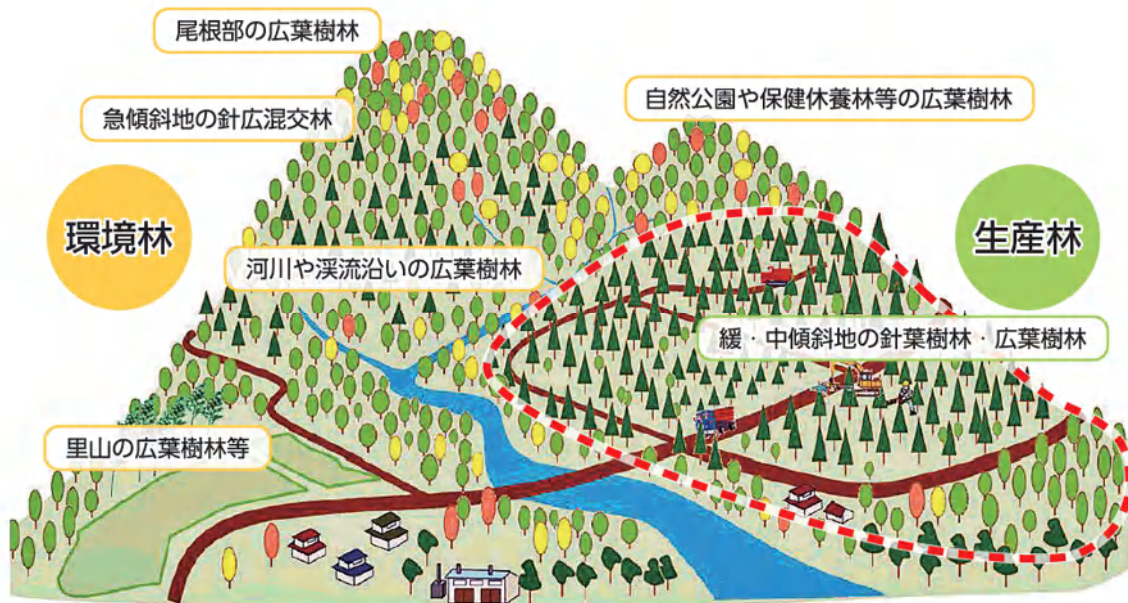 尾根部の広葉樹林
自然公園や保健休養林等の広葉樹林
急傾斜地の針広混交林
環境林
生産林
河川や渓流沿いの広葉樹林
緩・中傾斜地の針葉樹林・広葉樹林
里山の広葉樹林等